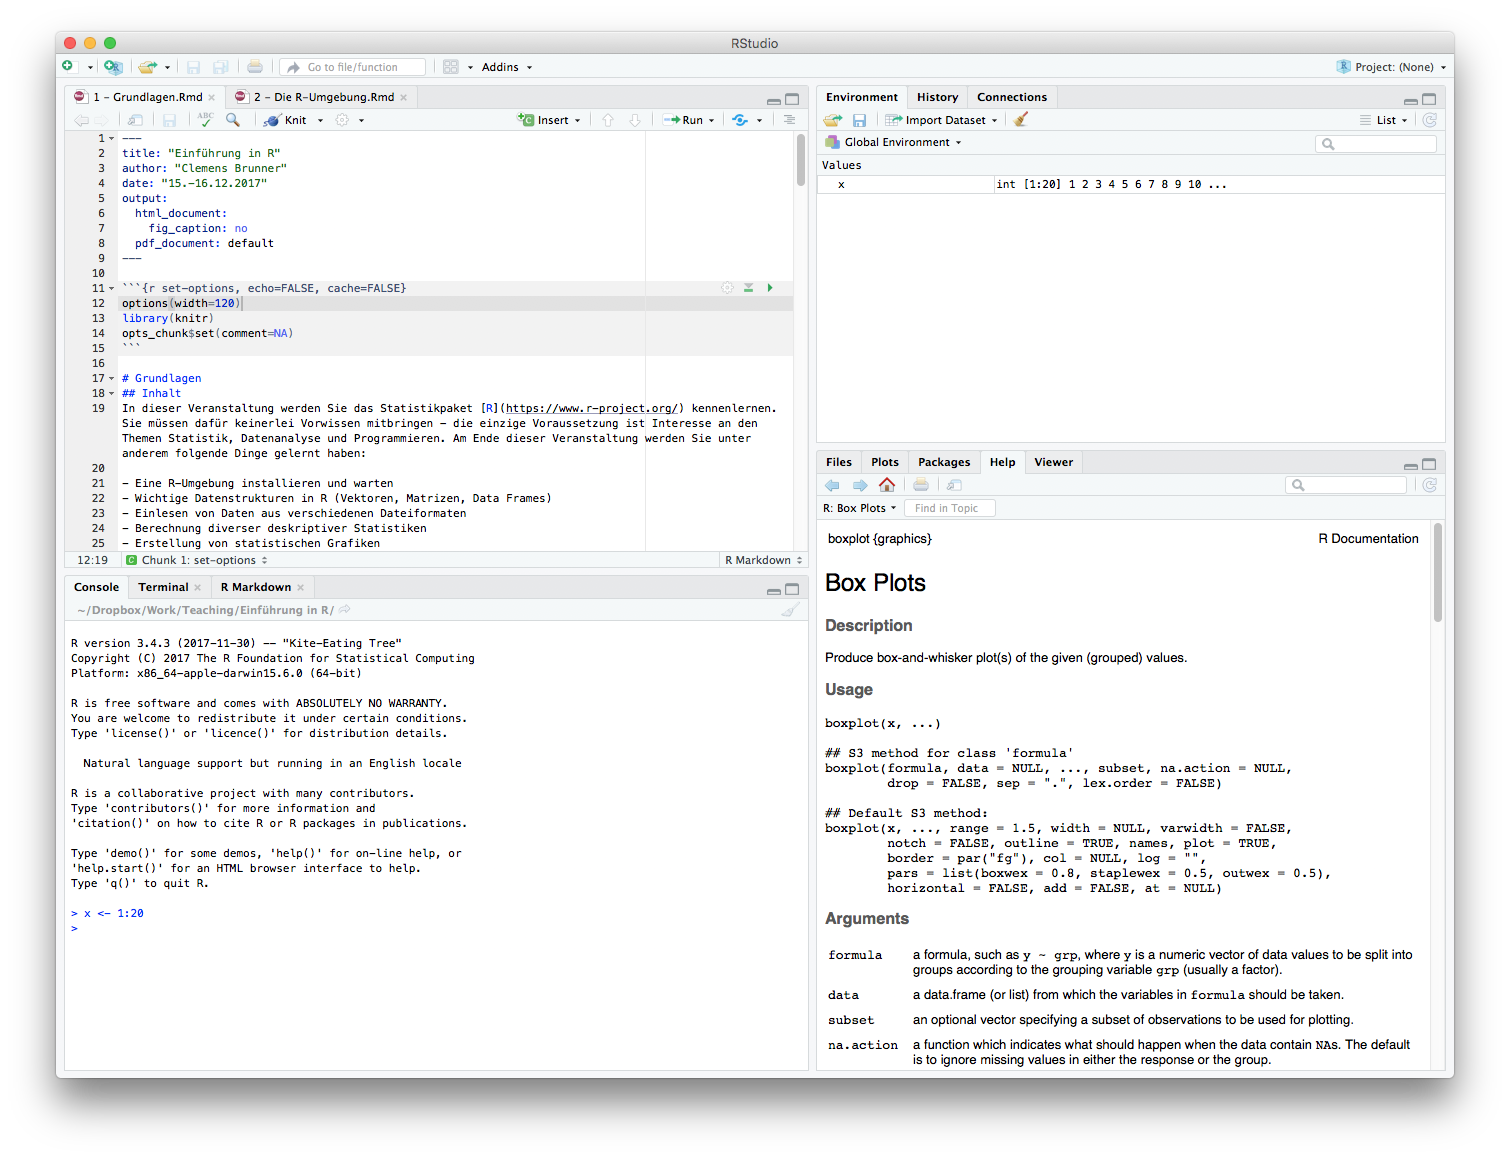 RStudio
Go to file/function
Addins
Project: (None)
1 – Grundlagen.Rmd
2 – Die R-Umgebung.Rmd
ABC
Knit
Insert
Run
1 ---
2 title: "Einführung in R"
3 author: "Clemens Brunner"
4 date: "15.–16.12.2017"
5 output:
6   html_document:
7     fig_caption: no
8   pdf_document: default
9 ---
10
11 ```{r set-options, echo=FALSE, cache=FALSE}
12 options(width=120)
13 library(knitr)
14 opts_chunk$set(comment=NA)
15 ```
16
17 # Grundlagen
18 ## Inhalt
19 In dieser Veranstaltung werden Sie das Statistikpaket [R](https://www.r-project.org/) kennenlernen.
Sie müssen dafür keinerlei Vorwissen mitbringen – die einzige Voraussetzung ist Interesse an den
Themen Statistik, Datenanalyse und Programmieren. Am Ende dieser Veranstaltung werden Sie unter
anderem folgende Dinge gelernt haben:
20
21 - Eine R-Umgebung installieren und warten
22 - Wichtige Datenstrukturen in R (Vektoren, Matrizen, Data Frames)
23 - Einlesen von Daten aus verschiedenen Dateiformaten
24 - Berechnung diverser deskriptiver Statistiken
25 - Erstellung von statistischen Grafiken
12:19
Chunk 1: set-options
R Markdown
Console
Terminal
R Markdown
~/Dropbox/Work/Teaching/Einführung in R/
R version 3.4.3 (2017-11-30) -- "Kite-Eating Tree"
Copyright (C) 2017 The R Foundation for Statistical Computing
Platform: x86_64-apple-darwin15.6.0 (64-bit)
R is free software and comes with ABSOLUTELY NO WARRANTY.
You are welcome to redistribute it under certain conditions.
Type 'license()' or 'licence()' for distribution details.
Natural language support but running in an English locale
R is a collaborative project with many contributors.
Type 'contributors()' for more information and
'citation()' on how to cite R or R packages in publications.
Type 'demo()' for some demos, 'help()' for on-line help, or
'help.start()' for an HTML browser interface to help.
Type 'q()' to quit R.
> x <- 1:20
>
Environment
History
Connections
Import Dataset
List
Global Environment
Values
x int [1:20] 1 2 3 4 5 6 7 8 9 10 ...
Files
Plots
Packages
Help
Viewer
R: Box Plots
Find in Topic
boxplot {graphics}
R Documentation
Box Plots
Description
Produce box-and-whisker plot(s) of the given (grouped) values.
Usage
boxplot(x, ...)
## S3 method for class 'formula'
boxplot(formula, data = NULL, ..., subset, na.action = NULL,
        drop = FALSE, sep = ".", lex.order = FALSE)
## Default S3 method:
boxplot(x, ..., range = 1.5, width = NULL, varwidth = FALSE,
        notch = FALSE, outline = TRUE, names, plot = TRUE,
        border = par("fg"), col = NULL, log = "",
        pars = list(boxwex = 0.8, staplewex = 0.5, outwex = 0.5),
        horizontal = FALSE, add = FALSE, at = NULL)
Arguments
formula a formula, such as y ~ grp, where y is a numeric vector of data values to be split into
groups according to the grouping variable grp (usually a factor).
data a data.frame (or list) from which the variables in formula should be taken.
subset an optional vector specifying a subset of observations to be used for plotting.
na.action a function which indicates what should happen when the data contain NAs. The default
is to ignore missing values in either the response or the group.